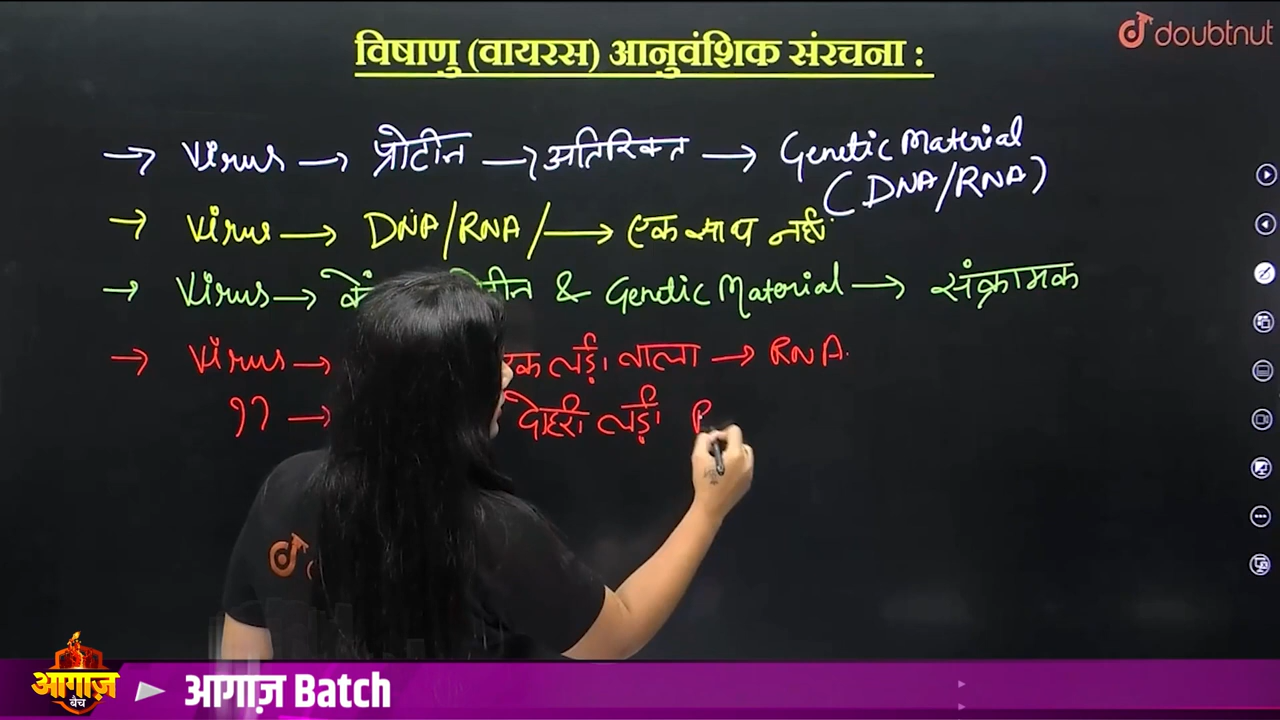 विषाणु (वायरस) आनुवंशिक संरचना :
doubtnut
→ Virus → प्रोटीन → अतिरिक्त → Genetic Material
(DNA/RNA)
→ Virus → DNA/RNA/ → एक साथ नहीं
→ Virus → & Genetic Material → संक्रामक
→ Virus → एक लड़ी वाला → RNA.
" → दोहरी लड़ी
आगाज़
बैच
आगाज़ Batch